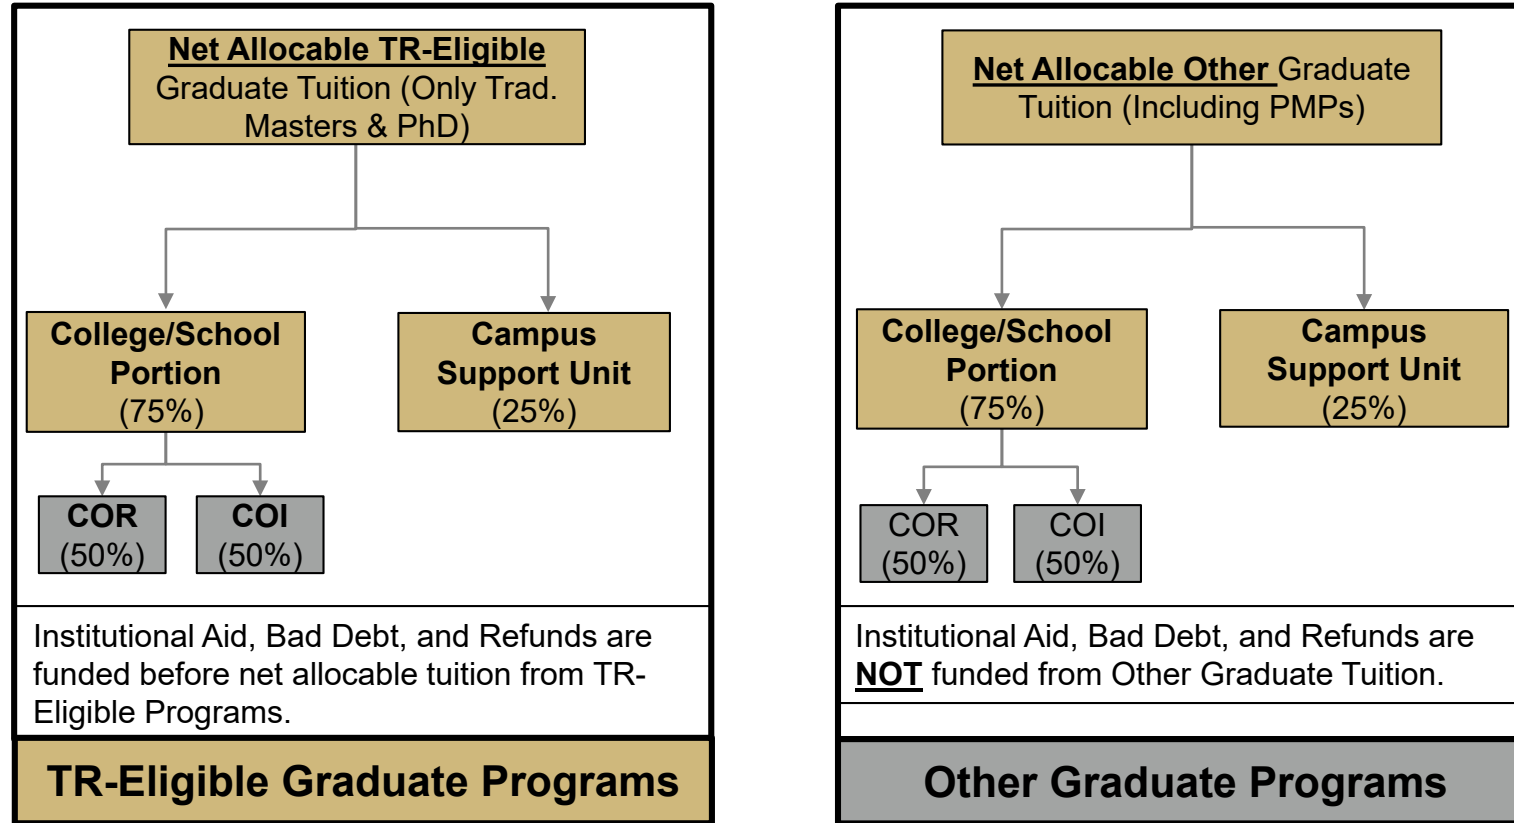 Net Allocable TR-Eligible
Graduate Tuition (Only Trad.
Masters & PhD)
College/School
Portion
(75%)
Campus
Support Unit
(25%)
COR
(50%)
COI
(50%)
Institutional Aid, Bad Debt, and Refunds are
funded before net allocable tuition from TR-
Eligible Programs.
TR-Eligible Graduate Programs
Net Allocable Other Graduate
Tuition (Including PMPs)
College/School
Portion
(75%)
Campus
Support Unit
(25%)
COR
(50%)
COI
(50%)
Institutional Aid, Bad Debt, and Refunds are
NOT funded from Other Graduate Tuition.
Other Graduate Programs